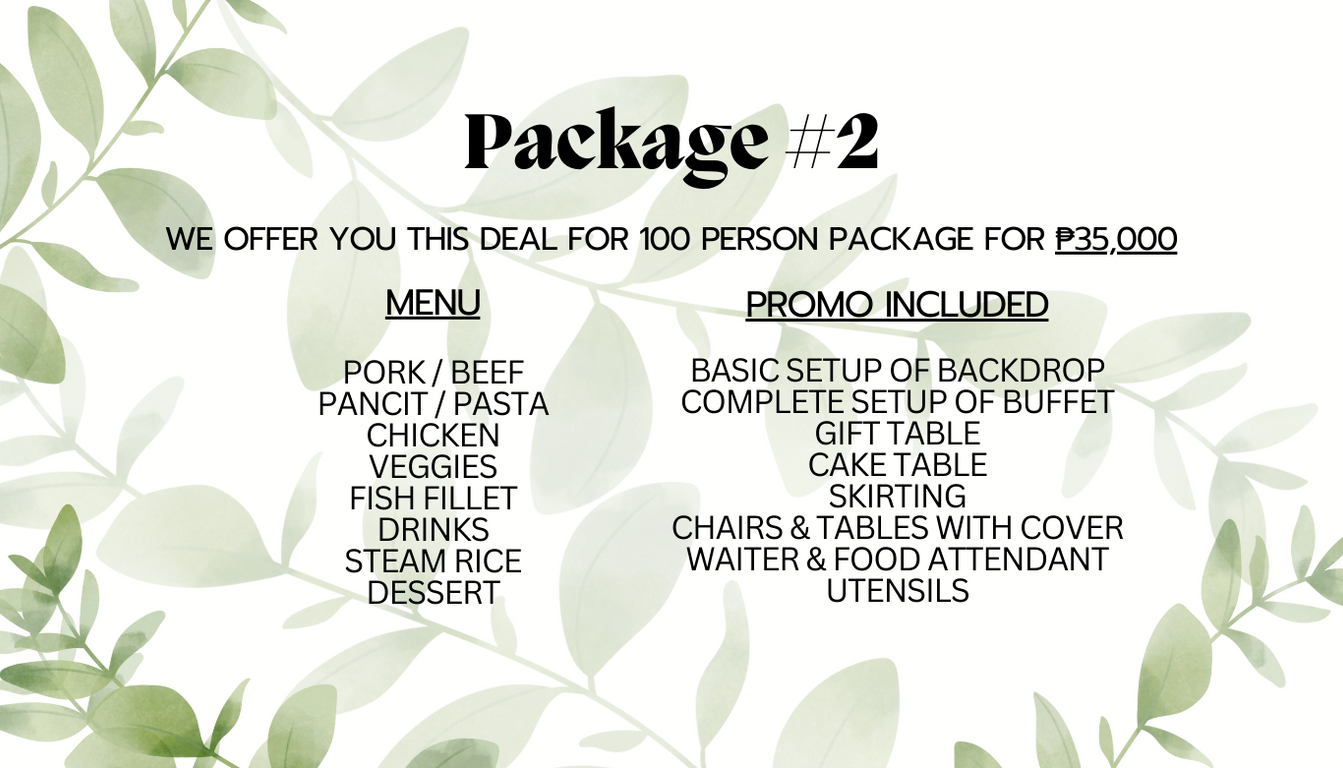 Package #2
WE OFFER YOU THIS DEAL FOR 100 PERSON PACKAGE FOR ₱35,000
MENU
PORK / BEEF
PANCIT / PASTA
CHICKEN
VEGGIES
FISH FILLET
DRINKS
STEAM RICE
DESSERT
PROMO INCLUDED
BASIC SETUP OF BACKDROP
COMPLETE SETUP OF BUFFET
GIFT TABLE
CAKE TABLE
SKIRTING
CHAIRS & TABLES WITH COVER
WAITER & FOOD ATTENDANT
UTENSILS